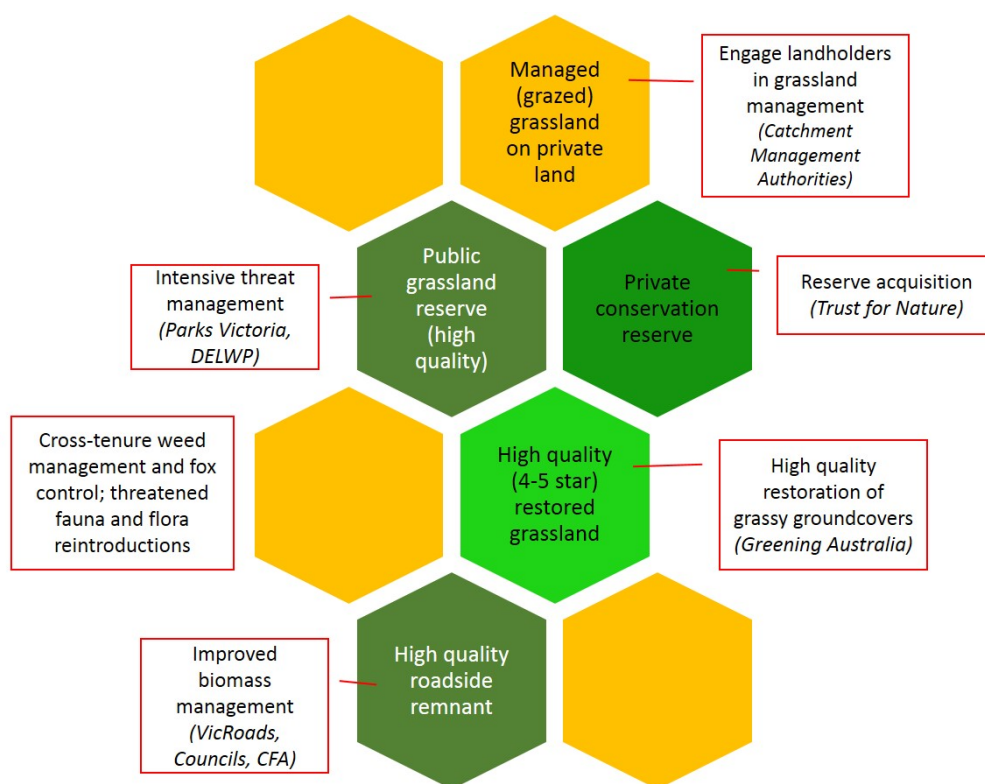 Managed
(grazed)
grassland
on private
land
Engage landholders
in grassland
management
(Catchment
Management
Authorities)
Intensive threat
management
(Parks Victoria,
DELWP)
Public
grassland
reserve
(high
quality)
Private
conservation
reserve
Reserve acquisition
(Trust for Nature)
Cross-tenure weed
management and fox
control; threatened
fauna and flora
reintroductions
High quality
(4-5 star)
restored
grassland
High quality
restoration of
grassy groundcovers
(Greening Australia)
Improved
biomass
management
(VicRoads,
Councils, CFA)
High quality
roadside
remnant